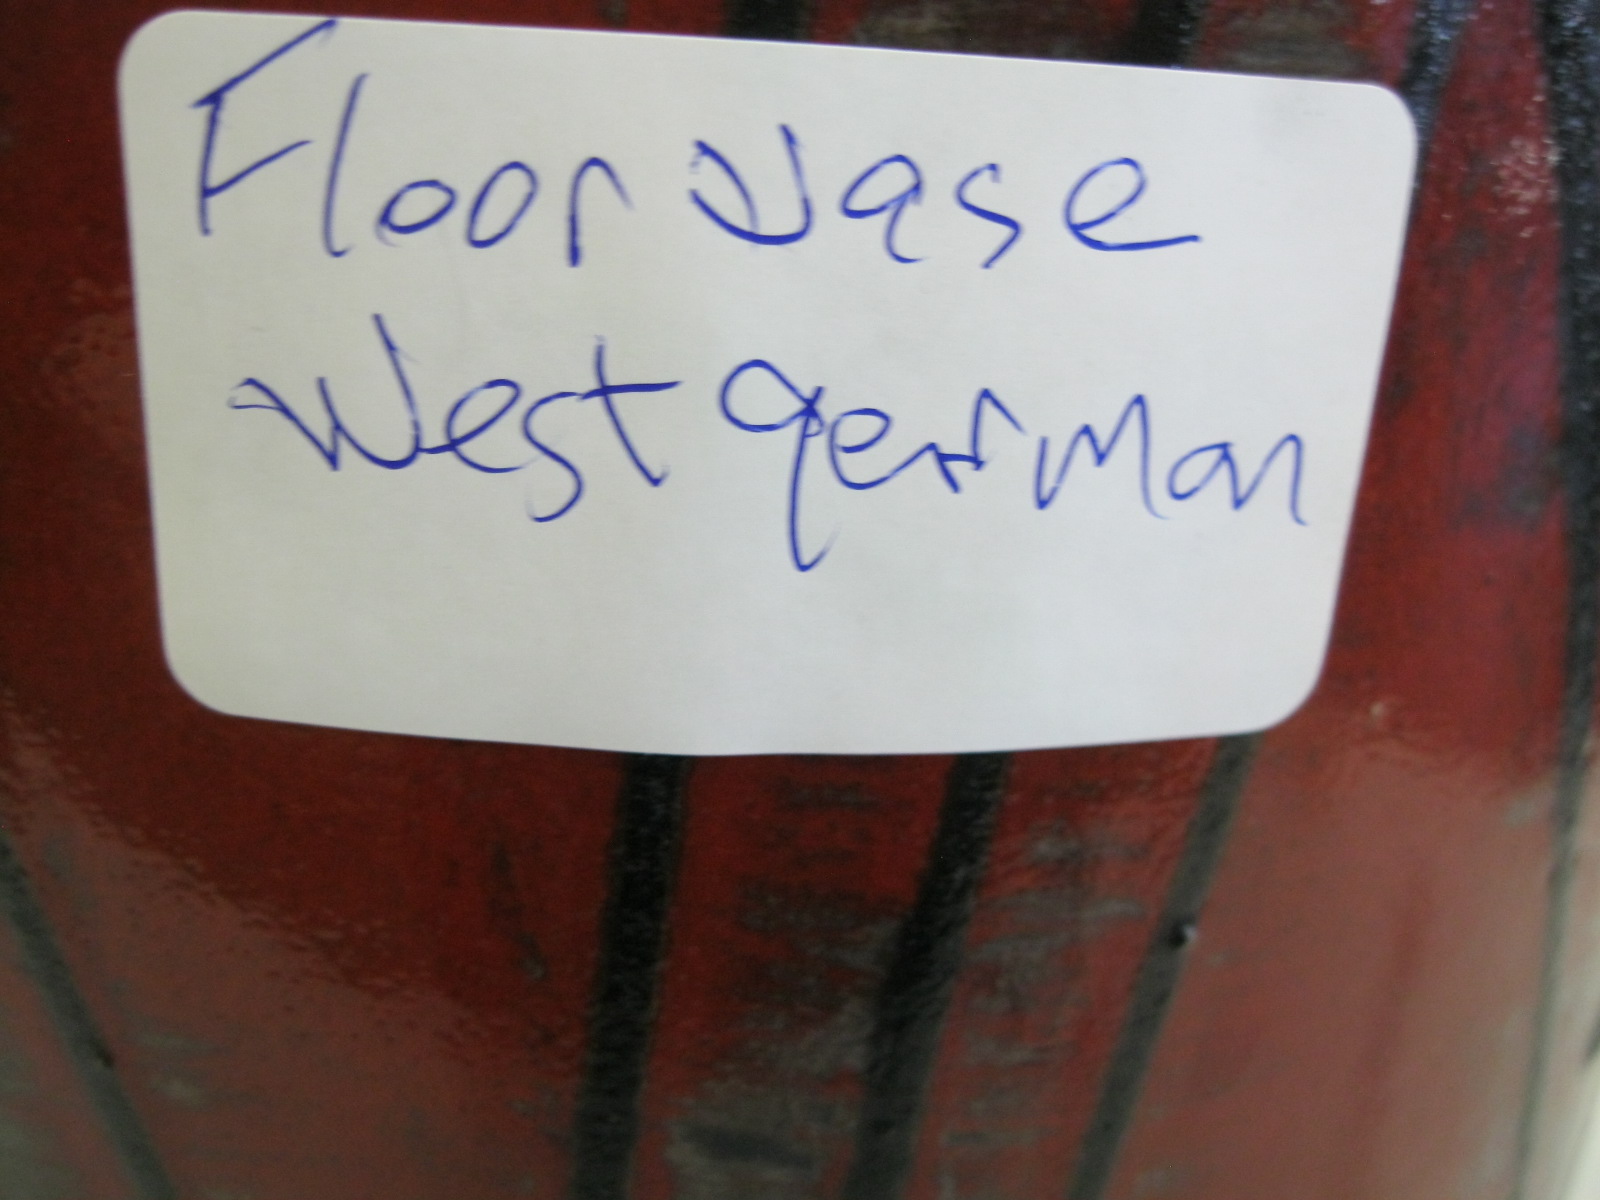 Floor vase
West german